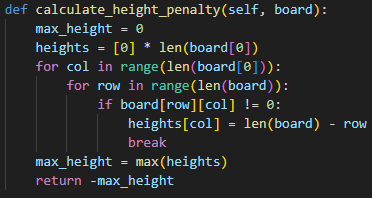 def calculate_height_penalty(self, board):
    max_height = 0
    heights = [0] * len(board[0])
    for col in range(len(board[0])):
        for row in range(len(board)):
            if board[row][col] != 0:
                heights[col] = len(board) - row
                break
    max_height = max(heights)
    return -max_height